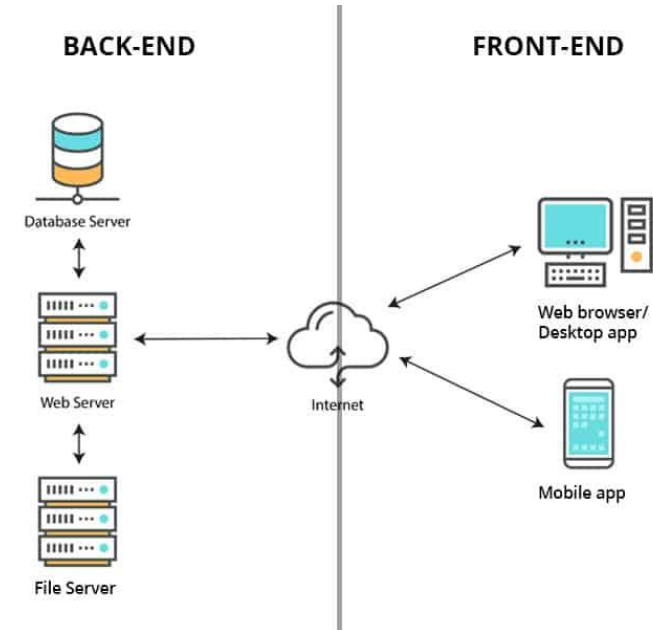 BACK-END
FRONT-END
Database Server
Web Server
File Server
Internet
Web browser/
Desktop app
Mobile app